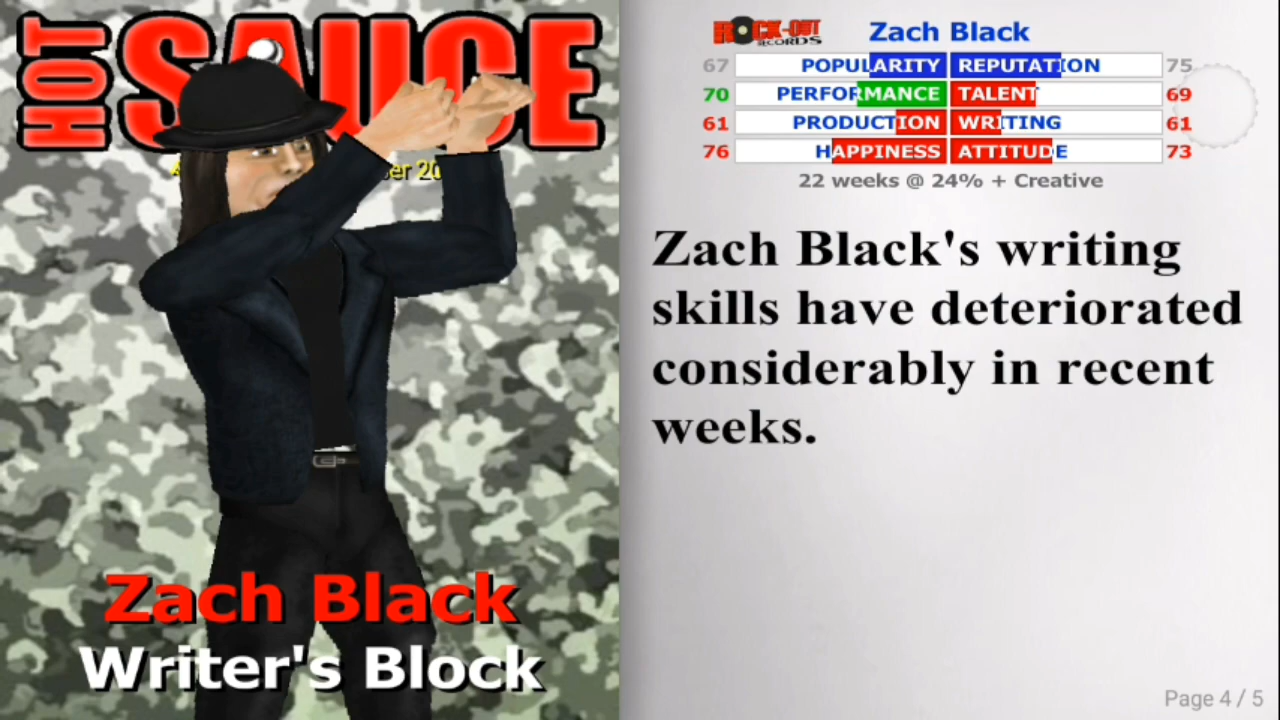 HOT SAUCE
er 20
Zach Black
Writer's Block
ROCK-OUT
RECORDS
Zach Black
67 POPULARITY REPUTATION 75
70 PERFORMANCE TALENT 69
61 PRODUCTION WRITING 61
76 HAPPINESS ATTITUDE 73
22 weeks @ 24% + Creative
Zach Black's writing
skills have deteriorated
considerably in recent
weeks.
Page 4 / 5